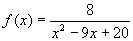 f(x) = 8 / (x² − 9x + 20)